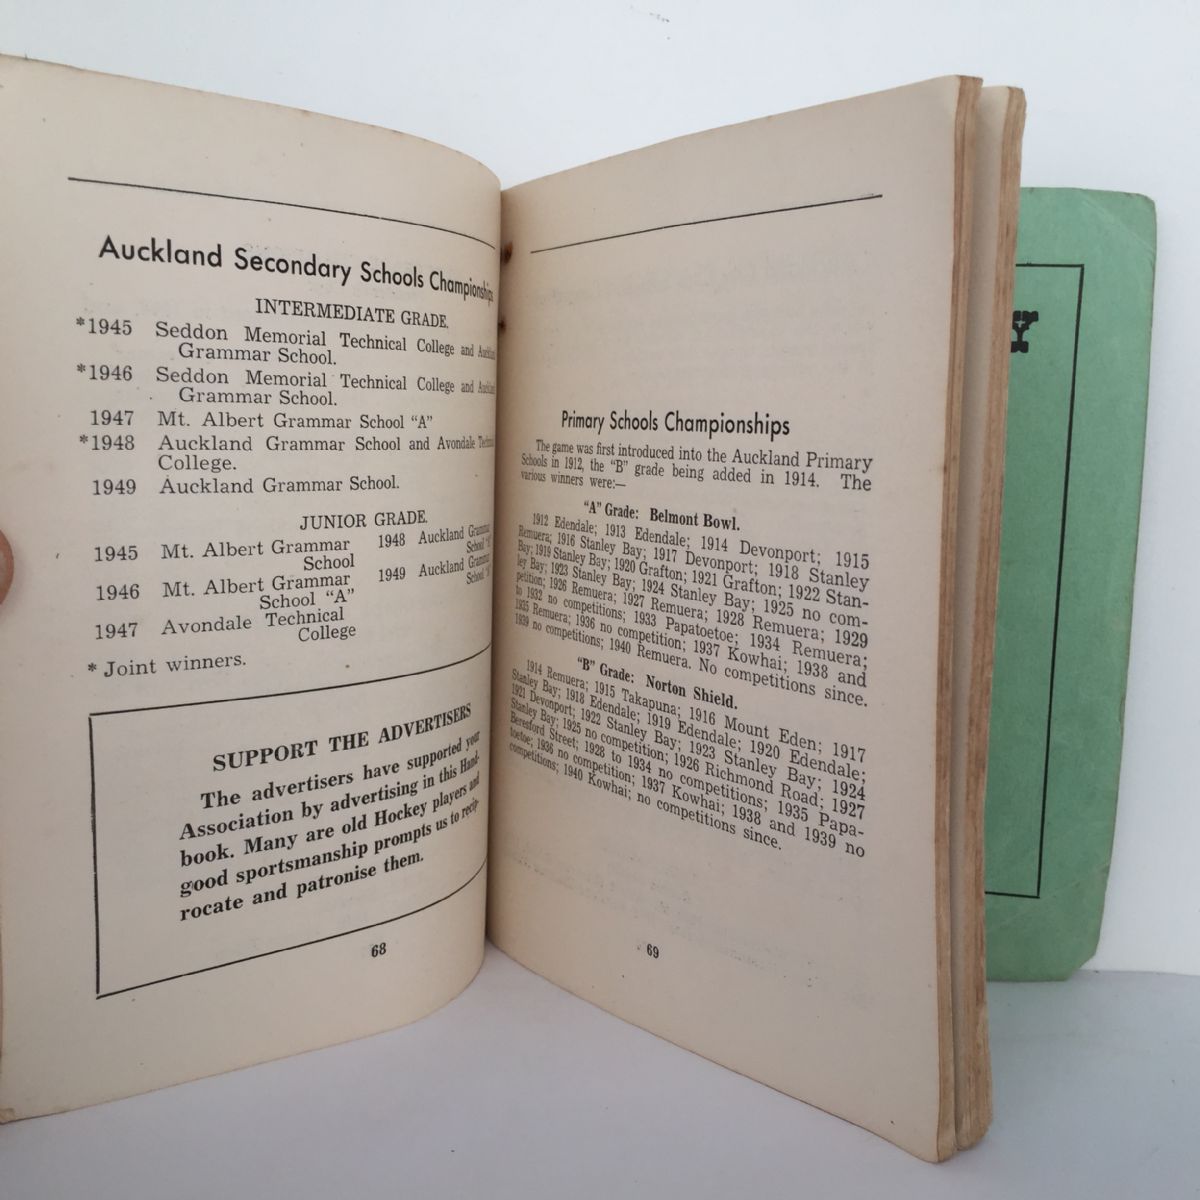 Auckland Secondary Schools Championships
INTERMEDIATE GRADE.
*1945 Seddon Memorial Technical College and Auckland
Grammar School.
*1946 Seddon Memorial Technical College and Auckland
Grammar School.
1947 Mt. Albert Grammar School "A"
*1948 Auckland Grammar School and Avondale Technical
College.
1949 Auckland Grammar School.
JUNIOR GRADE.
1945 Mt. Albert Grammar
School
1946 Mt. Albert Grammar
School "A"
1947 Avondale Technical
College
1948 Auckland Grammar
School
1949 Auckland Grammar
School
* Joint winners.
SUPPORT THE ADVERTISERS
The advertisers have supported your
Association by advertising in this Hand-
book. Many are old Hockey players and
good sportsmanship prompts us to recip-
rocate and patronise them.
68
Primary Schools Championships
The game was first introduced into the Auckland Primary
Schools in 1912, the "B" grade being added in 1914. The
various winners were:—
"A" Grade: Belmont Bowl.
1912 Edendale; 1913 Edendale; 1914 Devonport; 1915
Remuera; 1916 Stanley Bay; 1917 Devonport; 1918 Stanley
Bay; 1919 Stanley Bay; 1920 Grafton; 1921 Grafton; 1922 Stan-
ley Bay; 1923 Stanley Bay; 1924 Stanley Bay; 1925 no com-
petition; 1926 Remuera; 1927 Remuera; 1928 Remuera; 1929
to 1932 no competitions; 1933 Papatoetoe; 1934 Remuera;
1935 Remuera; 1936 no competition; 1937 Kowhai; 1938 and
1939 no competitions; 1940 Remuera. No competitions since.
"B" Grade: Norton Shield.
1914 Remuera; 1915 Takapuna; 1916 Mount Eden; 1917
Stanley Bay; 1918 Edendale; 1919 Edendale; 1920 Edendale;
1921 Devonport; 1922 Stanley Bay; 1923 Stanley Bay; 1924
Stanley Bay; 1925 no competition; 1926 Richmond Road; 1927
Beresford Street; 1928 to 1934 no competitions; 1935 Papa-
toetoe; 1936 no competition; 1937 Kowhai; 1938 and 1939 no
competitions; 1940 Kowhai; no competitions since.
69
Y